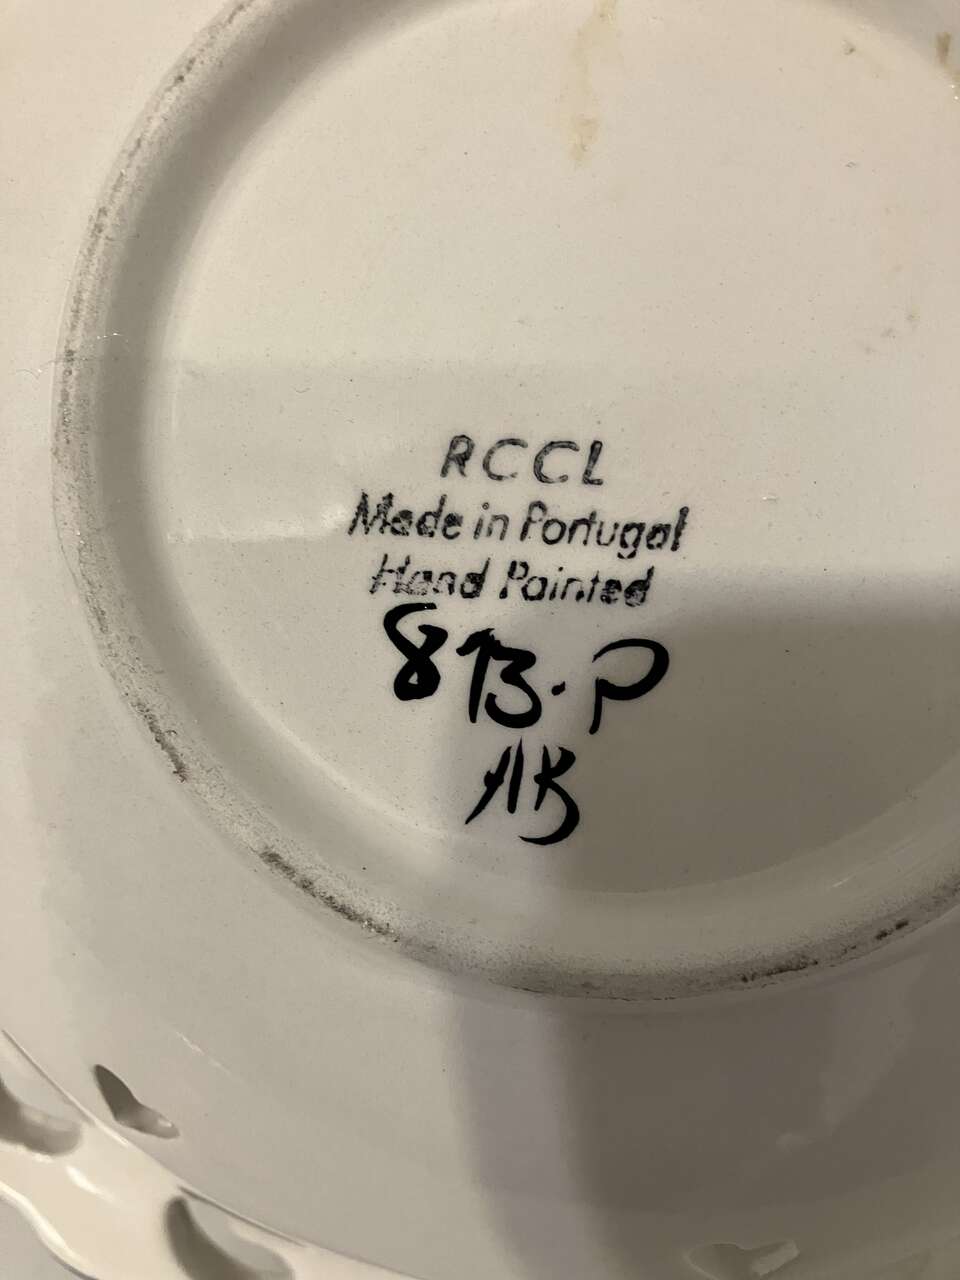 RCCL
Made in Portugal
Hand Painted
813-P
AB